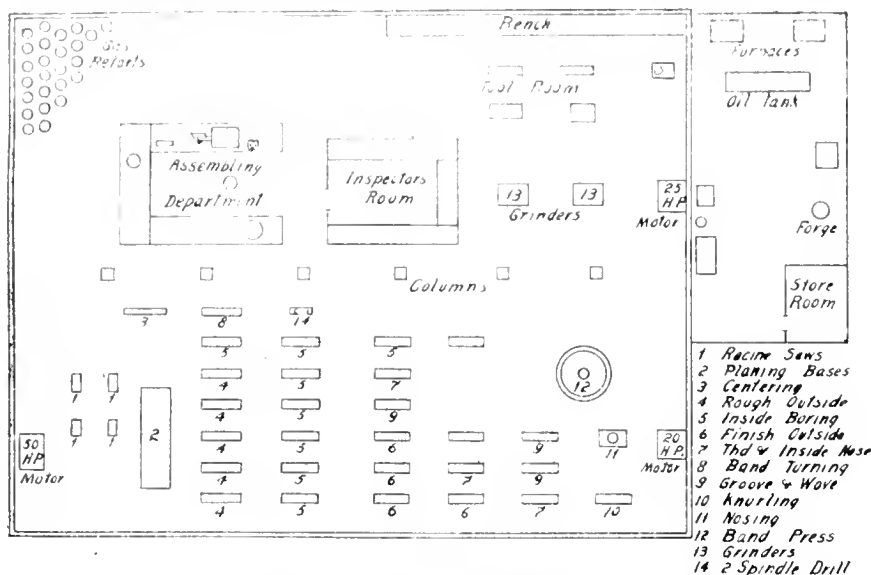 Bench
Gas
Retorts
Furnaces
Tool Room
Oil Tank
Assembling
Department
Inspectors
Room
13 13
Grinders
25
HP
Motor
Forge
Columns
Store
Room
3 8 14
5 5 5
4 5 7
12
1 1
4 5 9
2
1 1
50
HP
Motor
4 5 6 9 11
20
HP.
Motor
4 5 6 7 9
4 5 6 6 7 10
1 Racine Saws
2 Planing Bases
3 Centering
4 Rough Outside
5 Inside Boring
6 Finish Outside
7 Thd & Inside Nose
8 Band Turning
9 Groove & Wave
10 Knurling
11 Nosing
12 Band Press
13 Grinders
14 2 Spindle Drill